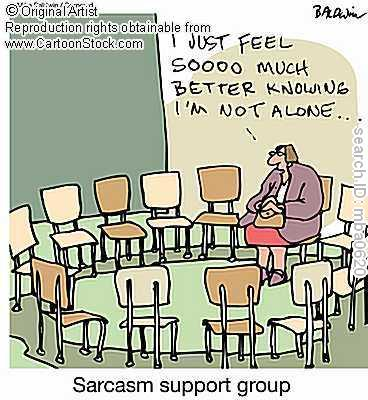 © Original Artist
Reproduction rights obtainable from
www.CartoonStock.com
BALDWIN
I JUST FEEL
SOOOO MUCH
BETTER KNOWING
I'M NOT ALONE...
search ID: mba0620
Sarcasm support group